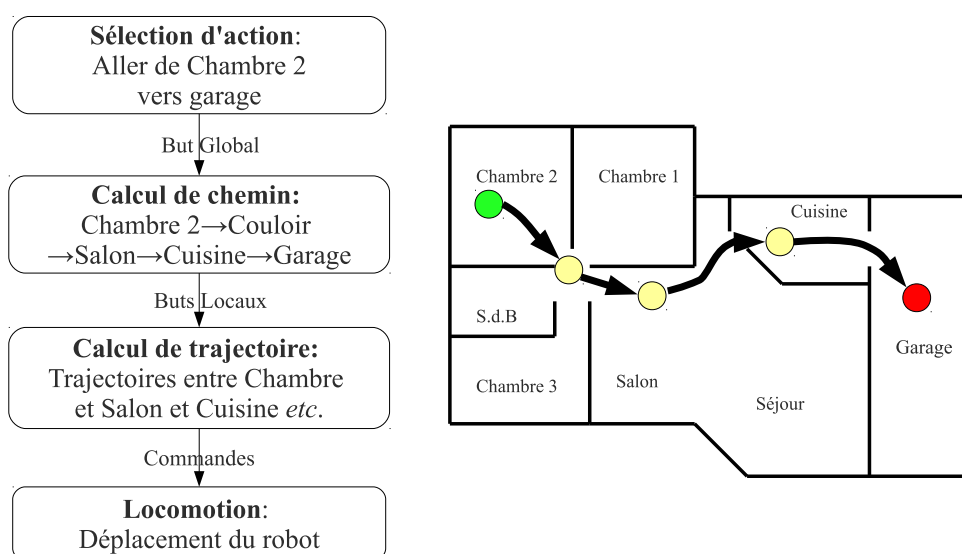 Sélection d'action:
Aller de Chambre 2
vers garage
But Global
Calcul de chemin:
Chambre 2→Couloir
→Salon→Cuisine→Garage
Buts Locaux
Calcul de trajectoire:
Trajectoires entre Chambre
et Salon et Cuisine etc.
Commandes
Locomotion:
Déplacement du robot
Chambre 2
Chambre 1
Cuisine
S.d.B
Garage
Chambre 3
Salon
Séjour